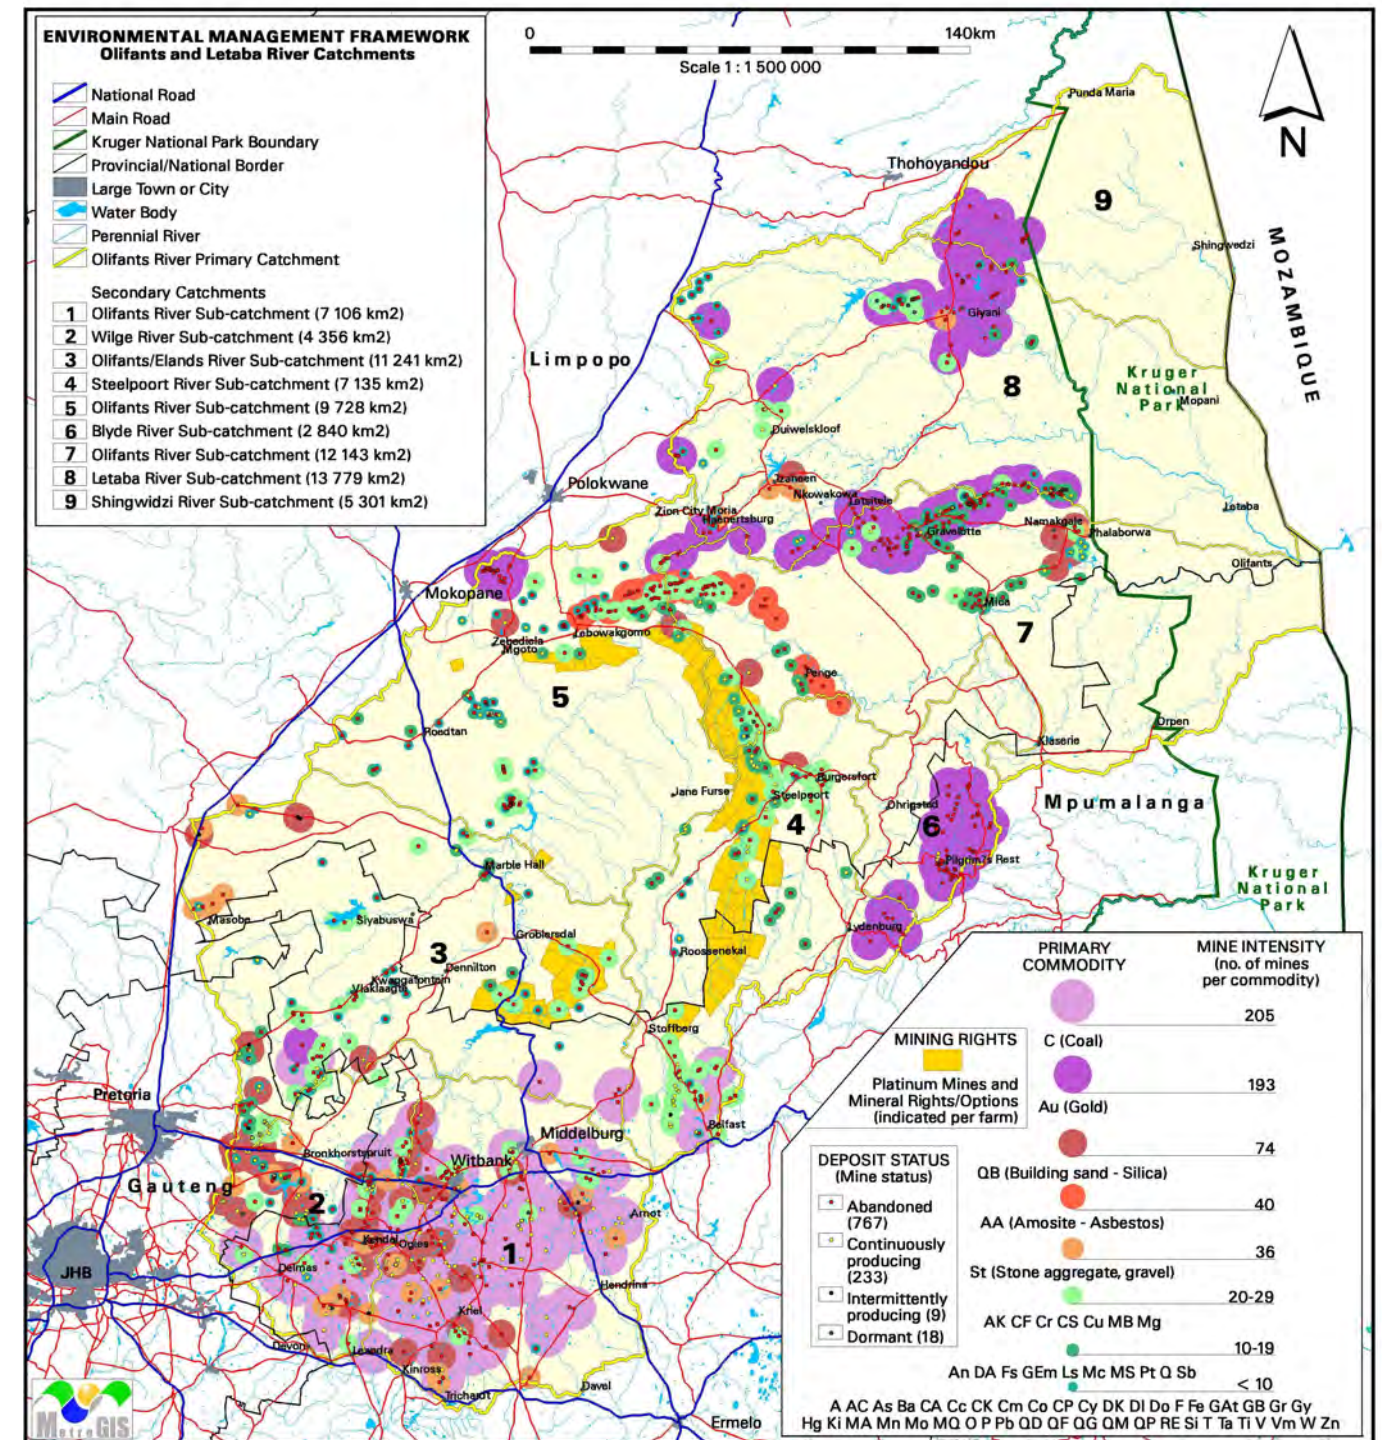 ENVIRONMENTAL MANAGEMENT FRAMEWORK
Olifants and Letaba River Catchments
National Road
Main Road
Kruger National Park Boundary
Provincial/National Border
Large Town or City
Water Body
Perennial River
Olifants River Primary Catchment
Secondary Catchments
1 Olifants River Sub-catchment (7 106 km2)
2 Wilge River Sub-catchment (4 356 km2)
3 Olifants/Elands River Sub-catchment (11 241 km2)
4 Steelpoort River Sub-catchment (7 135 km2)
5 Olifants River Sub-catchment (9 728 km2)
6 Blyde River Sub-catchment (2 840 km2)
7 Olifants River Sub-catchment (12 143 km2)
8 Letaba River Sub-catchment (13 779 km2)
9 Shingwidzi River Sub-catchment (5 301 km2)
0 140km
Scale 1 : 1 500 000
N
Punda Maria
Thohoyandou
9
Shingwedzi
MOZAMBIQUE
Giyani
Limpopo
8
Kruger
National
Park
Mopani
Duiwelskloof
Polokwane
Tzaneen
Nkowakowa
Letsitele
Zion City Moria
Haenertsburg
Letaba
Gravelotte
Namakgale
Phalaborwa
Olifants
Mokopane
Mica
Lebowakgomo
Zebediela
Mgoto
7
Penge
5
Roedtan
Orpen
Klaserie
Jane Furse
Burgersfort
Steelpoort
Ohrigstad
Mpumalanga
4
6
Marble Hall
Pilgrim's Rest
Kruger
National
Park
Masobe
Siyabuswa
Groblersdal
Lydenburg
3
Roossenekal
Dennilton
Kwaggafontein
Vlaklaagte
Stoffberg
Pretoria
Belfast
Middelburg
Bronkhorstspruit
Witbank
Gauteng
2
Arnot
Kendal
Ogies
1
JHB
Delmas
Hendrina
Kriel
Devon
Leandra
Kinross
Trichardt
Davel
Ermelo
MetroGIS
MINING RIGHTS
Platinum Mines and
Mineral Rights/Options
(indicated per farm)
DEPOSIT STATUS
(Mine status)
Abandoned
(767)
Continuously
producing
(233)
Intermittently
producing (9)
Dormant (18)
PRIMARY
COMMODITY
MINE INTENSITY
(no. of mines
per commodity)
205
C (Coal)
193
Au (Gold)
74
QB (Building sand - Silica)
40
AA (Amosite - Asbestos)
36
St (Stone aggregate, gravel)
20-29
AK CF Cr CS Cu MB Mg
10-19
An DA Fs GEm Ls Mc MS Pt Q Sb
< 10
A AC As Ba CA Cc CK Cm Co CP Cy DK DI Do F Fe GAt GB Gr Gy
Hg Ki MA Mn Mo MQ O P Pb QD QF QG QM QP RE Si T Ta Ti V Vm W Zn